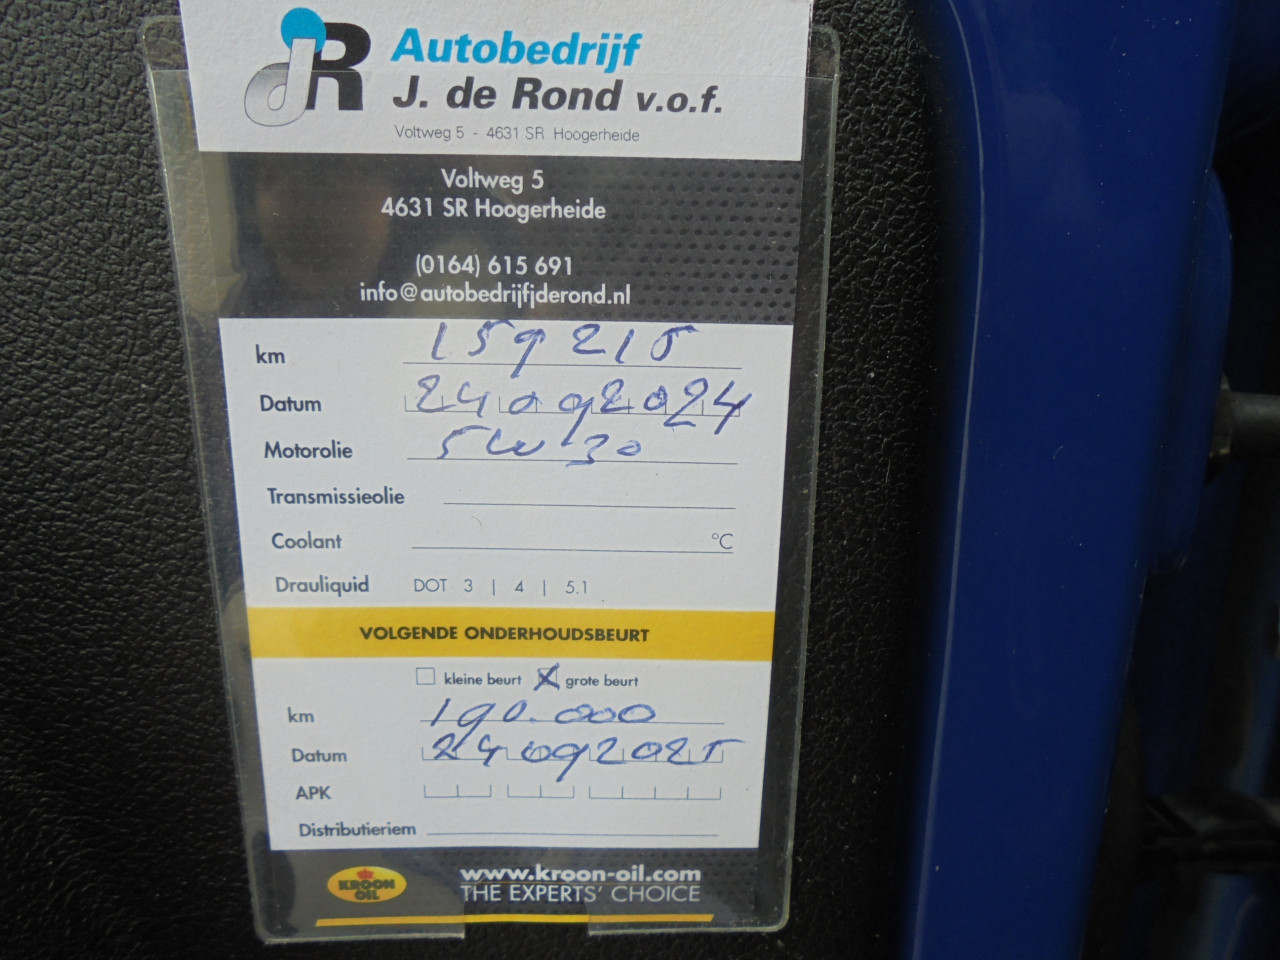 JR
Autobedrijf
J. de Rond v.o.f.
Voltweg 5 - 4631 SR Hoogerheide
Voltweg 5
4631 SR Hoogerheide
(0164) 615 691
info@autobedrijfjderond.nl
km 159215
Datum 24092024
Motorolie 5W30
Transmissieolie
Coolant °C
Drauliquid DOT 3 | 4 | 5.1
VOLGENDE ONDERHOUDSBEURT
kleine beurt X grote beurt
km 190.000
Datum 24092025
APK
Distributieriem
KROON OIL
www.kroon-oil.com
THE EXPERTS' CHOICE